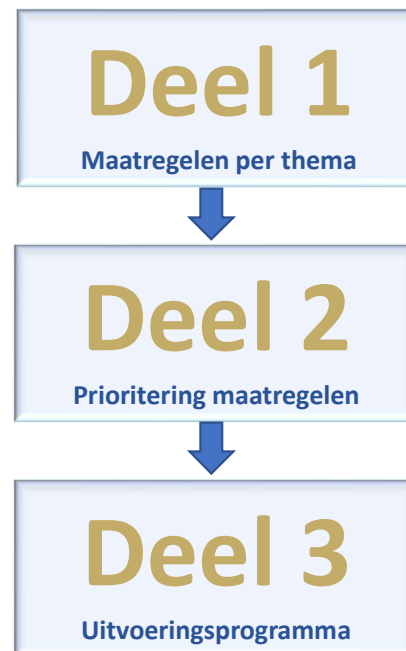 Deel 1
Maatregelen per thema
Deel 2
Prioritering maatregelen
Deel 3
Uitvoeringsprogramma